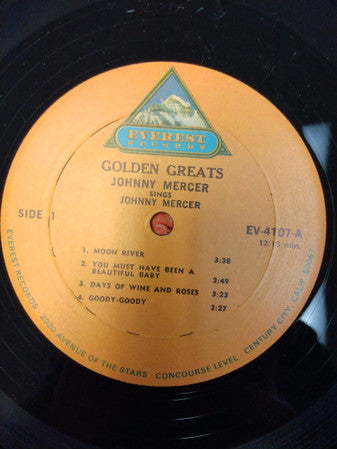 EVEREST
RECORDS
GOLDEN GREATS
JOHNNY MERCER
SINGS
JOHNNY MERCER
SIDE 1
EV-4107-A
12:15 min.
1. MOON RIVER 3:38
2. YOU MUST HAVE BEEN A
BEAUTIFUL BABY 2:49
3. DAYS OF WINE AND ROSES 3:23
4. GOODY-GOODY 2:27
EVEREST RECORDS · 2020 AVENUE OF THE STARS · CONCOURSE LEVEL · CENTURY CITY, CALIF. 90067